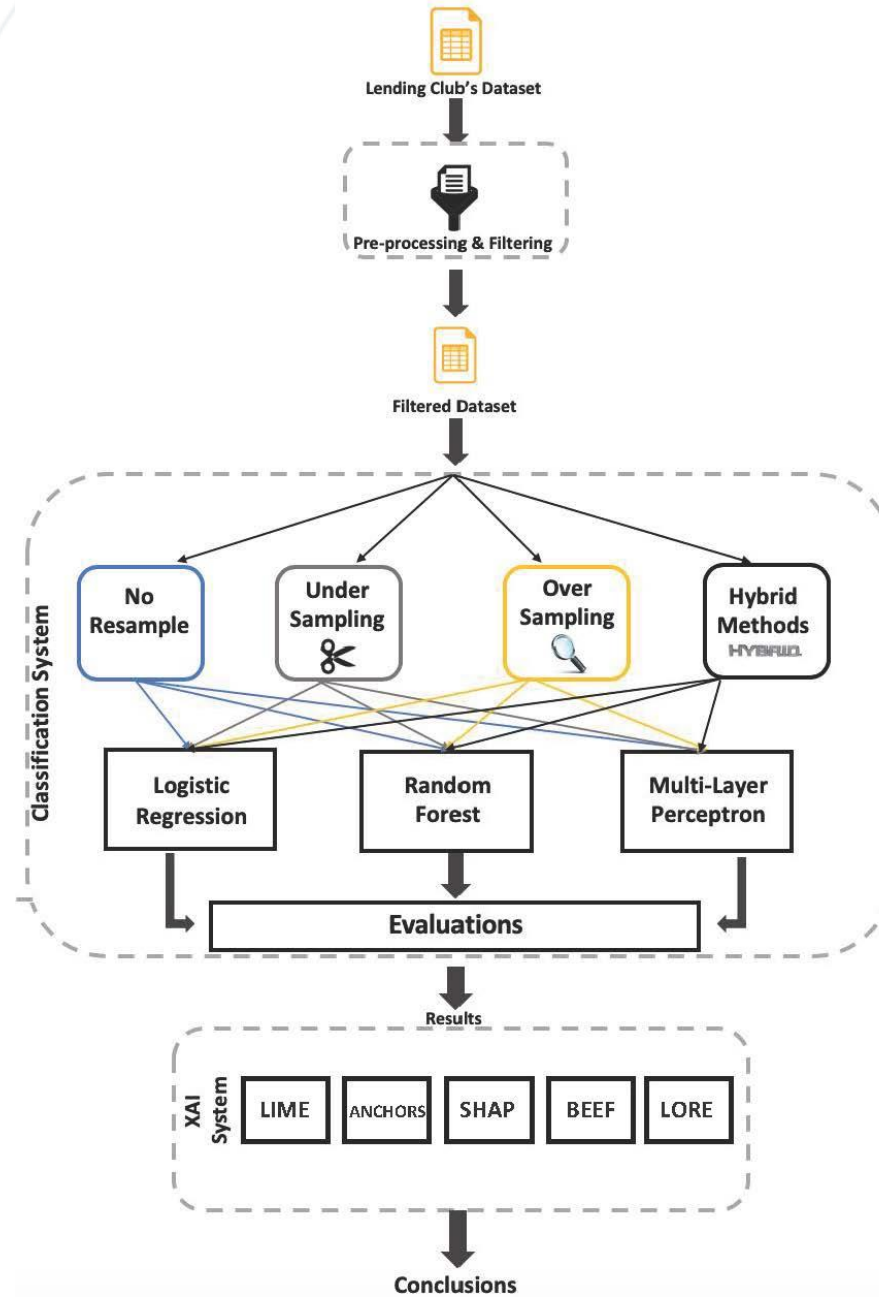 Lending Club's Dataset
Pre-processing & Filtering
Filtered Dataset
Classification System
No
Resample
Under
Sampling
Over
Sampling
Hybrid
Methods
HYBRID
Logistic
Regression
Random
Forest
Multi-Layer
Perceptron
Evaluations
Results
XAI
System
LIME
ANCHORS
SHAP
BEEF
LORE
Conclusions